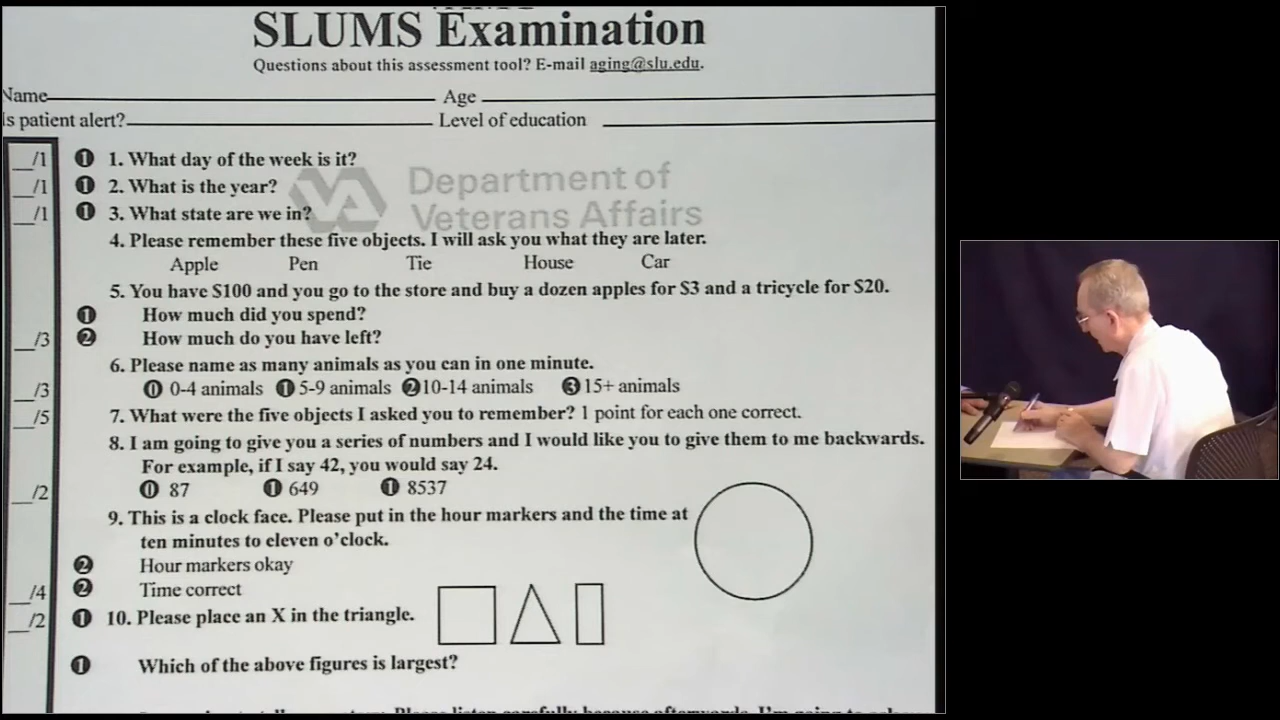 SLUMS Examination
Questions about this assessment tool? E-mail aging@slu.edu.
Name Age
Is patient alert? Level of education
__/1 1 1. What day of the week is it?
__/1 1 2. What is the year?
__/1 1 3. What state are we in?
Department of
Veterans Affairs
4. Please remember these five objects. I will ask you what they are later.
Apple Pen Tie House Car
5. You have $100 and you go to the store and buy a dozen apples for $3 and a tricycle for $20.
1 How much did you spend?
__/3 2 How much do you have left?
6. Please name as many animals as you can in one minute.
__/3 0 0-4 animals 1 5-9 animals 2 10-14 animals 3 15+ animals
__/5 7. What were the five objects I asked you to remember? 1 point for each one correct.
8. I am going to give you a series of numbers and I would like you to give them to me backwards.
For example, if I say 42, you would say 24.
__/2 0 87 1 649 1 8537
9. This is a clock face. Please put in the hour markers and the time at
ten minutes to eleven o'clock.
2 Hour markers okay
__/4 2 Time correct
__/2 1 10. Please place an X in the triangle.
1 Which of the above figures is largest?